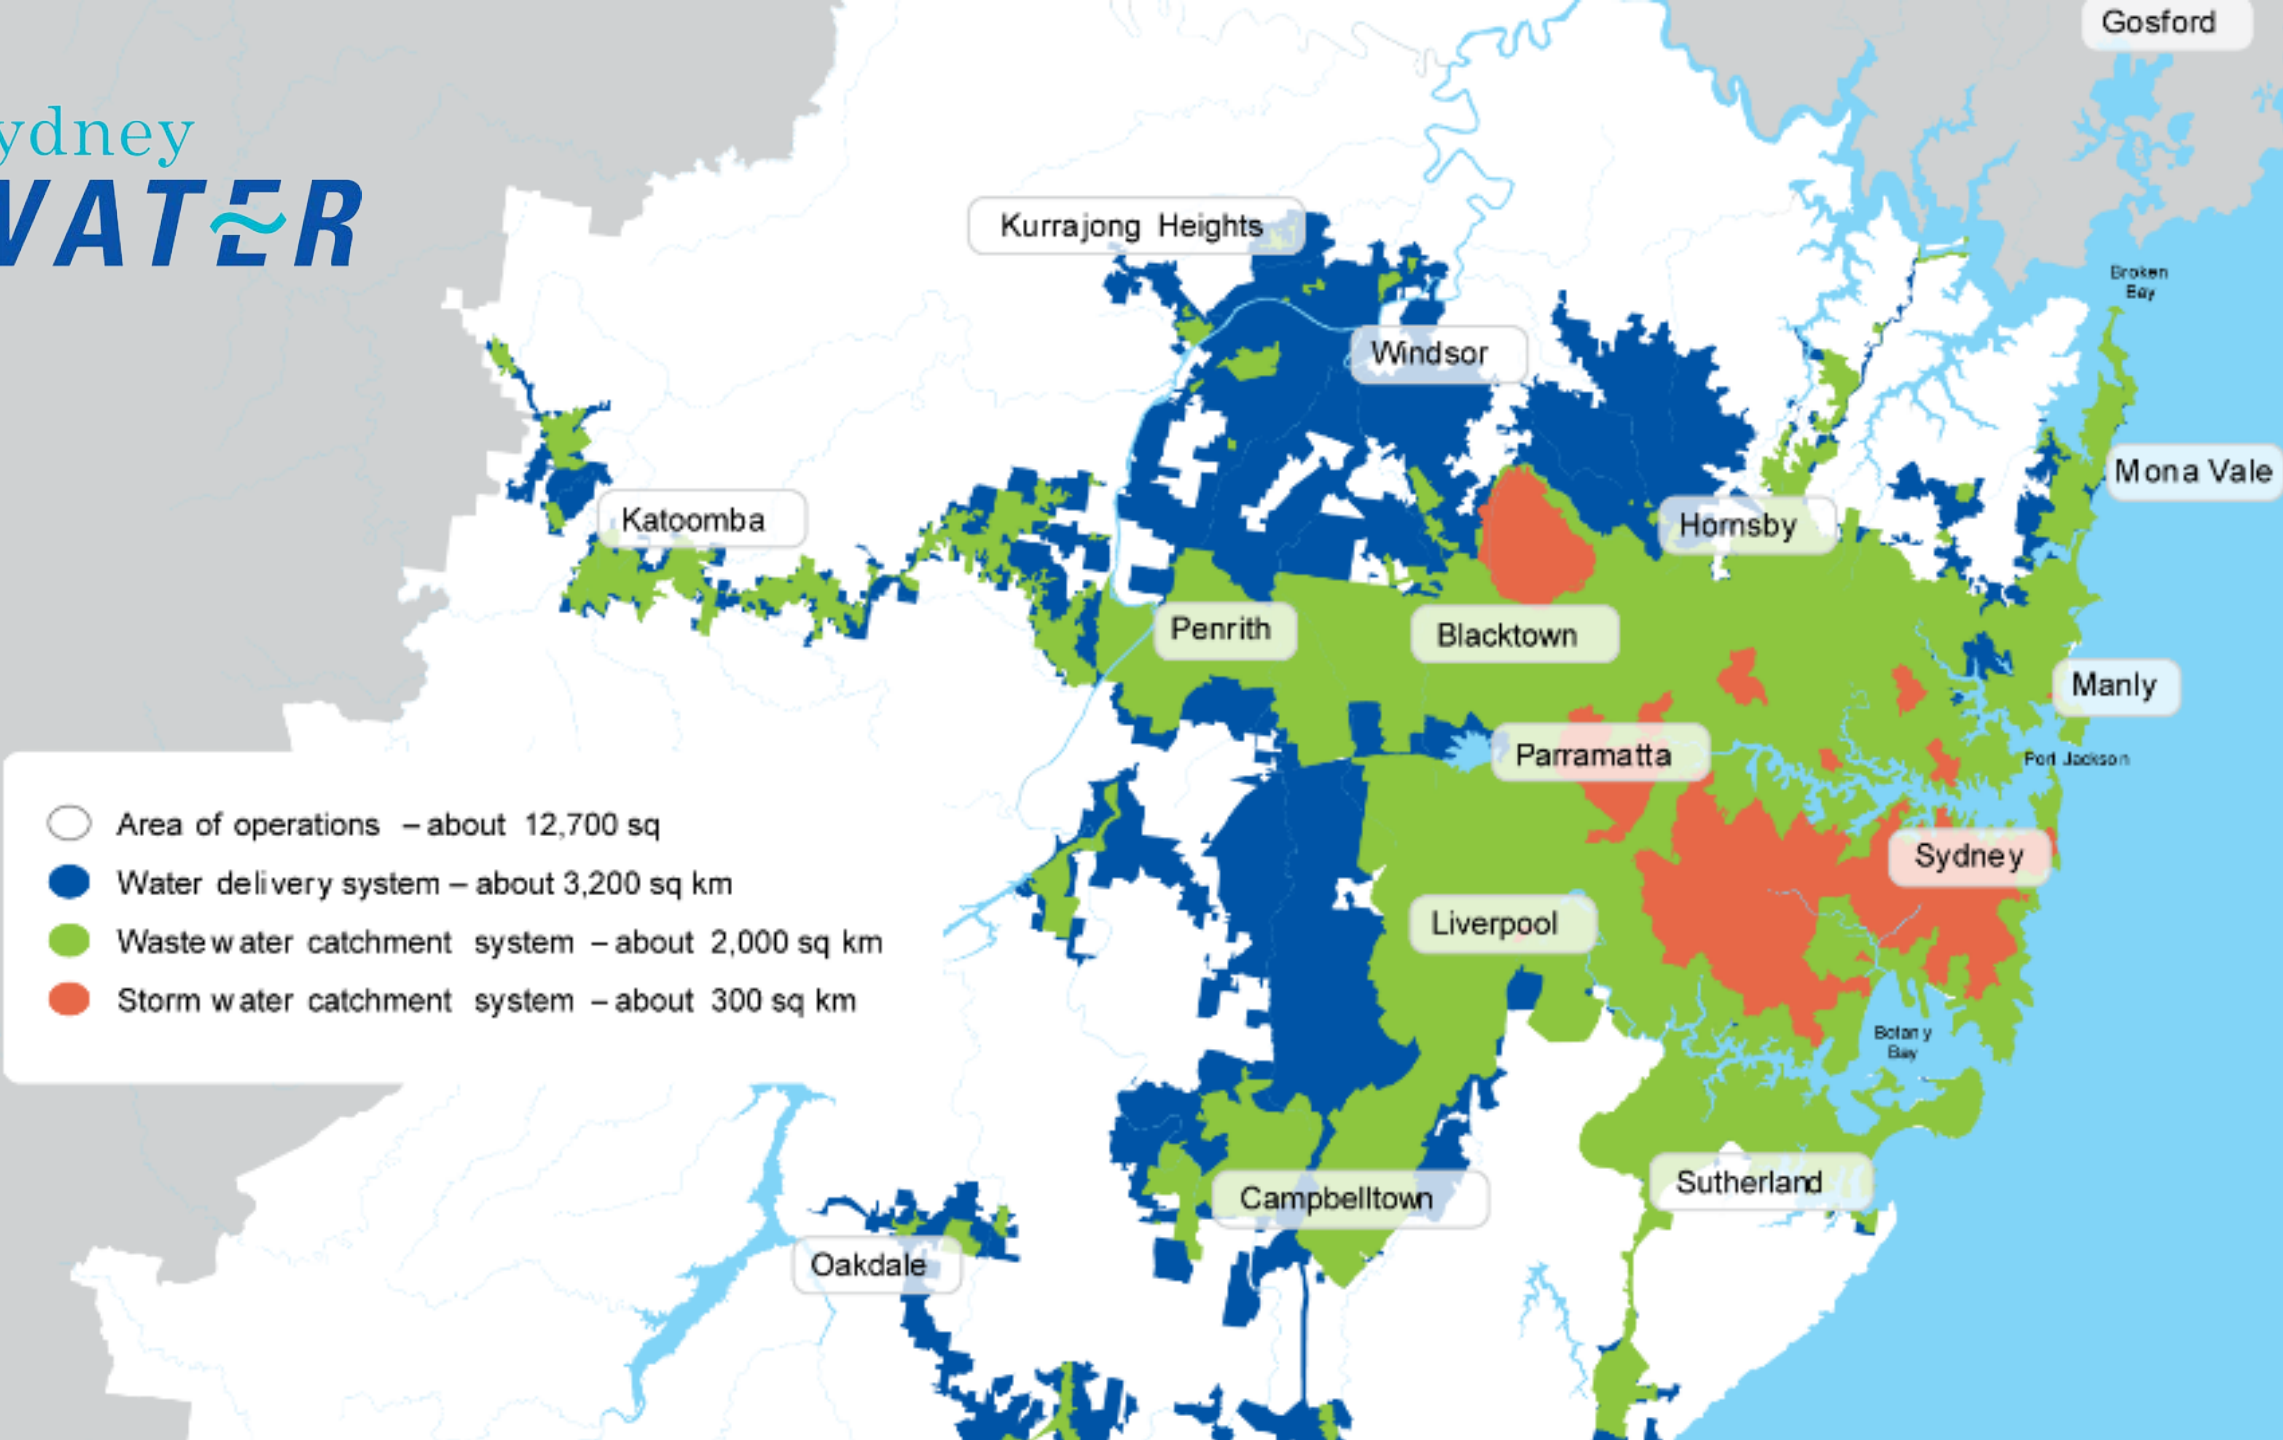 Gosford
ydney
WATER
Kurrajong Heights
Broken
Bay
Windsor
Mona Vale
Katoomba
Hornsby
Penrith
Blacktown
Manly
Parramatta
Port Jackson
Area of operations – about 12,700 sq
Water delivery system – about 3,200 sq km
Wastewater catchment system – about 2,000 sq km
Stormwater catchment system – about 300 sq km
Sydney
Liverpool
Botany
Bay
Sutherland
Campbelltown
Oakdale